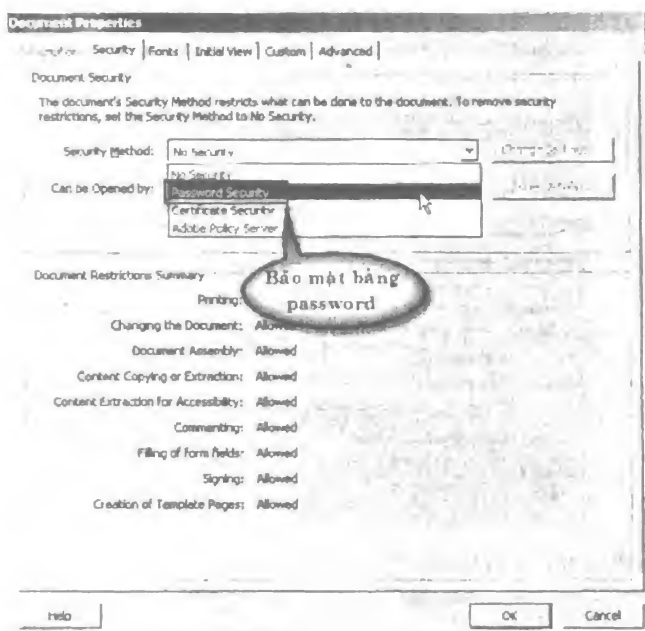 Document Properties
Security Fonts Initial View Custom Advanced
Document Security
The document's Security Method restricts what can be done to the document. To remove security
restrictions, set the Security Method to No Security.
Security Method: No Security
No Security
Can be Opened by: Password Security
Certificate Security
Adobe Policy Server
Bảo mật bằng
password
Document Restrictions Summary
Printing:
Changing the Document: Allowed
Document Assembly: Allowed
Content Copying or Extraction: Allowed
Content Extraction for Accessibility: Allowed
Commenting: Allowed
Filling of form fields: Allowed
Signing: Allowed
Creation of Template Pages: Allowed
Help OK Cancel